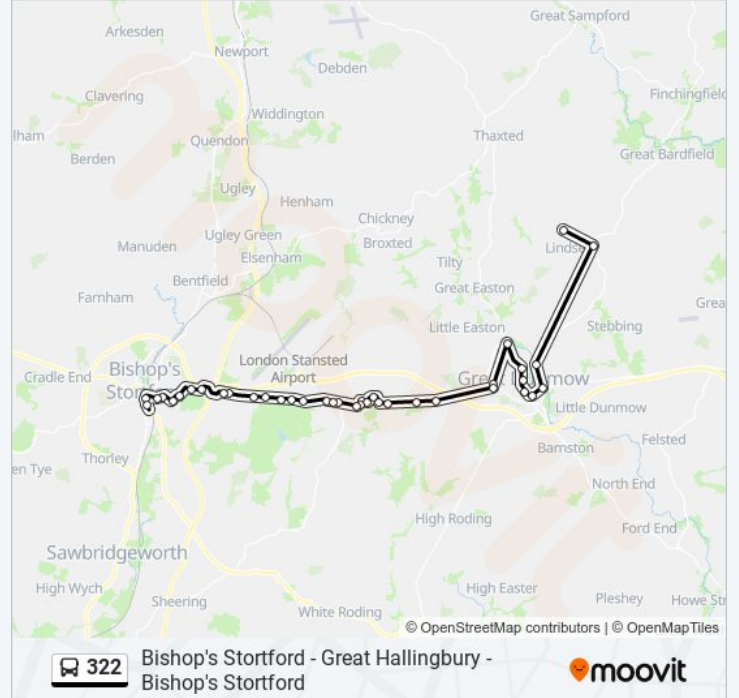 Great Sampford
Arkesden
Newport
Debden
Clavering
Finchingfield
Widdington
lham
Quendon
Thaxted
Berden
Great Bardfield
Ugley
Henham
Chickney
Ugley Green
Broxted
Manuden
Elsenham
Lindse
Tilty
Bentfield
Great Easton
Farnham
Grea
Little Easton
Stebbing
London Stansted
Airport
Cradle End
Bishop's
Stor
Great Dunmow
Little Dunmow
Felsted
Barnston
en Tye
Thorley
North End
High Roding
Ford End
Sawbridgeworth
High Wych
High Easter
Sheering
Pleshey
Howe Str
White Roding
© OpenStreetMap contributors | © OpenMapTiles
322
Bishop's Stortford - Great Hallingbury -
Bishop's Stortford
moovit